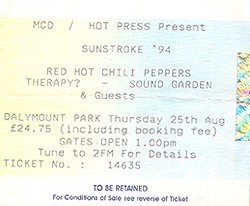 MCD / HOT PRESS Present
SUNSTROKE '94
RED HOT CHILI PEPPERS
THERAPY? - SOUND GARDEN
& Guests
DALYMOUNT PARK Thursday 25th Aug
£24.75 (including booking fee)
GATES OPEN 1.00pm
Tune to 2FM For Details
TICKET No. : 14635
TO BE RETAINED
For Conditions of Sale see reverse of Ticket